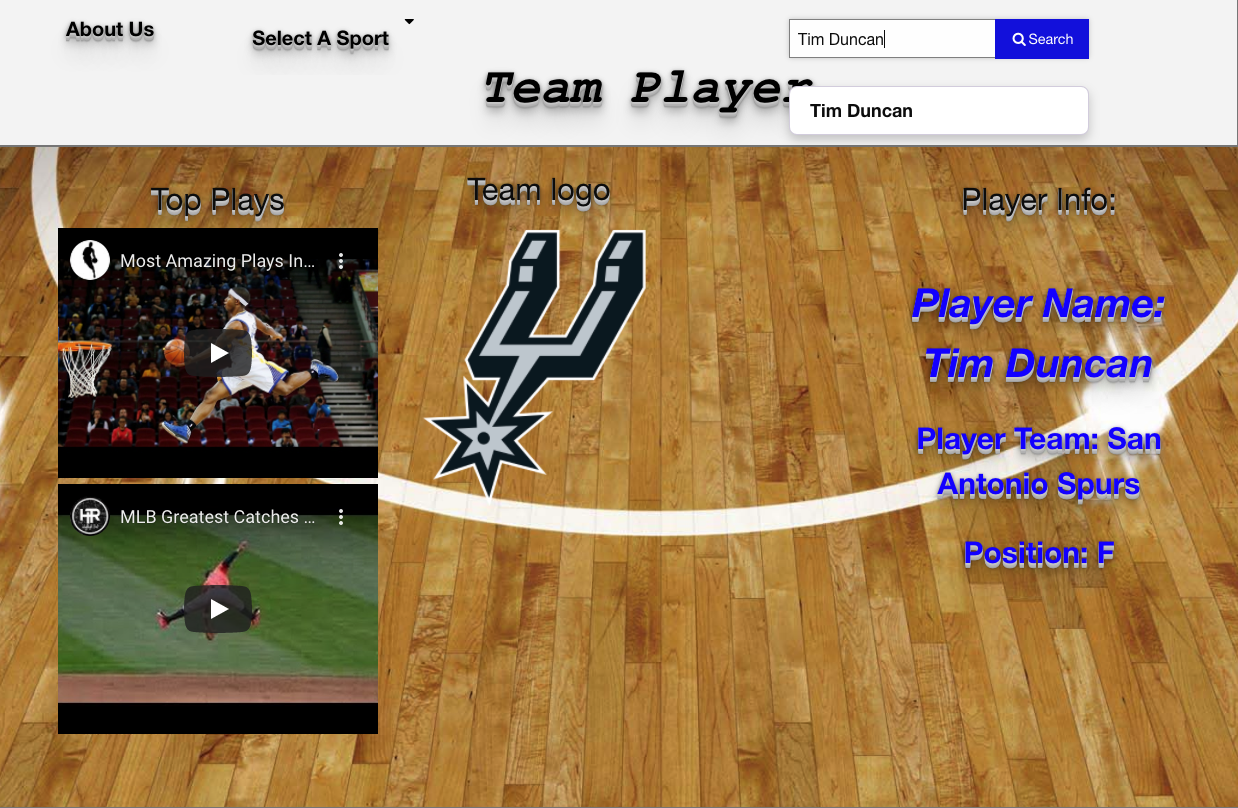 About Us
Select A Sport
Tim Duncan
Search
Team Player
Tim Duncan
Top Plays
Team logo
Player Info:
Most Amazing Plays In...
MLB Greatest Catches ...
Player Name:
Tim Duncan
Player Team: San
Antonio Spurs
Position: F